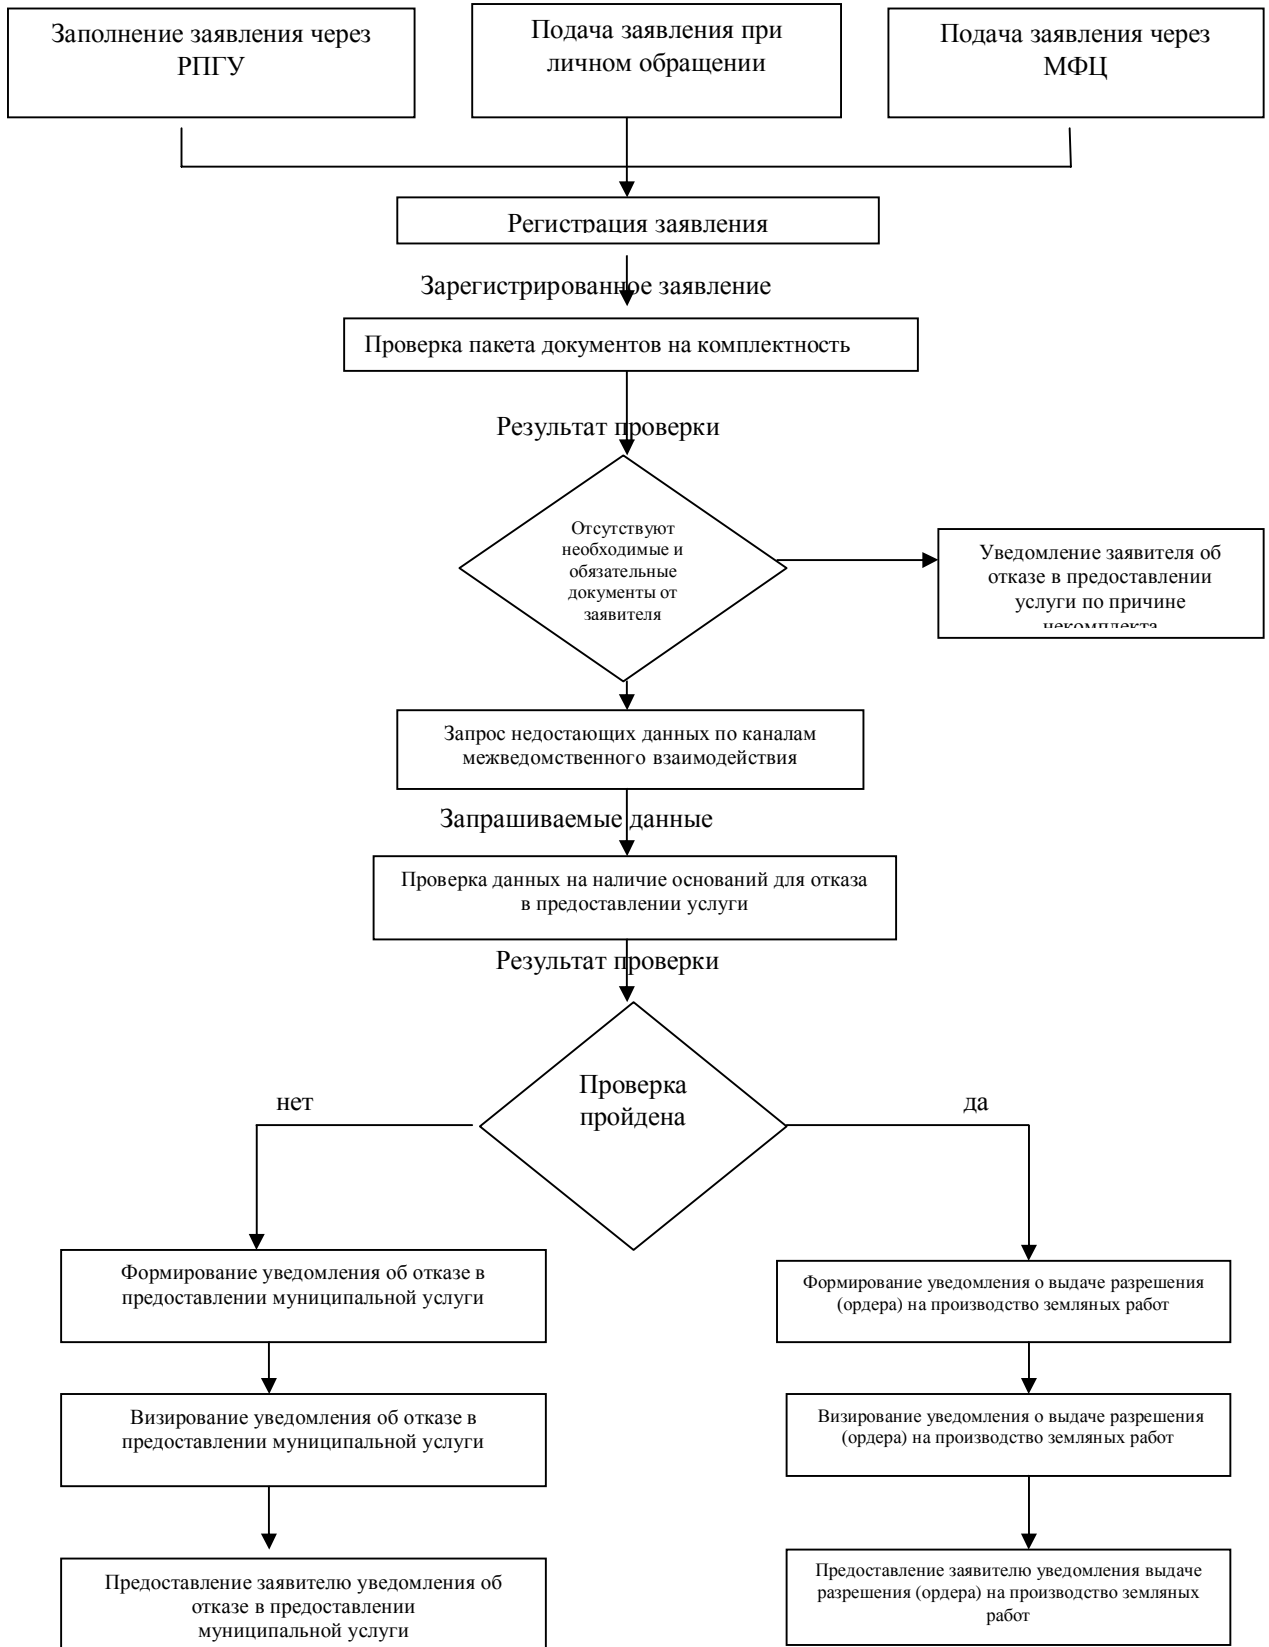 Заполнение заявления через
РПГУ
Подача заявления при
личном обращении
Подача заявления через
МФЦ
Регистрация заявления
Зарегистрированное заявление
Проверка пакета документов на комплектность
Результат проверки
Отсутствуют
необходимые и
обязательные
документы от
заявителя
Уведомление заявителя об
отказе в предоставлении
услуги по причине
некомплекта
Запрос недостающих данных по каналам
межведомственного взаимодействия
Запрашиваемые данные
Проверка данных на наличие оснований для отказа
в предоставлении услуги
Результат проверки
Проверка
пройдена
нет
да
Формирование уведомления об отказе в
предоставлении муниципальной услуги
Формирование уведомления о выдаче разрешения
(ордера) на производство земляных работ
Визирование уведомления об отказе в
предоставлении муниципальной услуги
Визирование уведомления о выдаче разрешения
(ордера) на производство земляных работ
Предоставление заявителю уведомления об
отказе в предоставлении
муниципальной услуги
Предоставление заявителю уведомления выдаче
разрешения (ордера) на производство земляных
работ